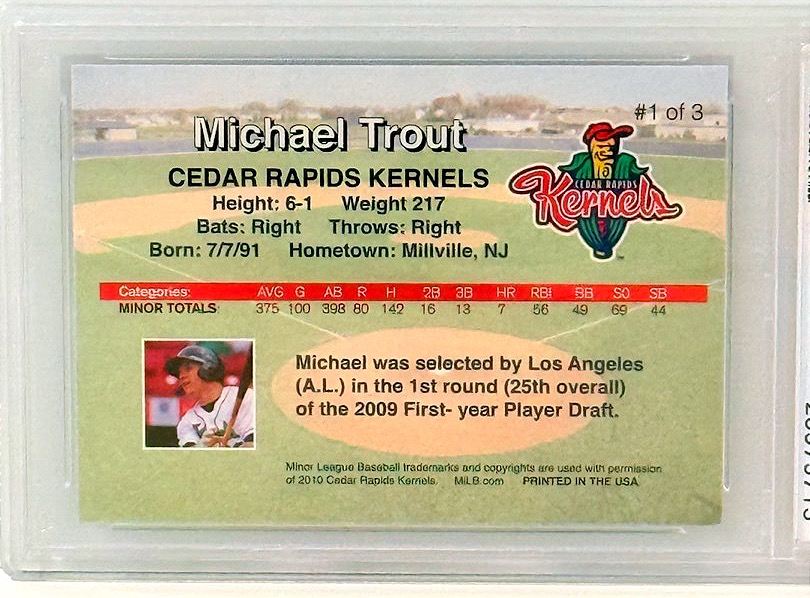 #1 of 3
Michael Trout
CEDAR RAPIDS KERNELS
Height: 6-1 Weight 217
Bats: Right Throws: Right
Born: 7/7/91 Hometown: Millville, NJ
CEDAR RAPIDS
Kernels
Categories: AVG G AB R H 2B 3B HR RBI BB SO SB
MINOR TOTALS: 375 100 398 80 142 16 13 7 56 49 69 44
Michael was selected by Los Angeles
(A.L.) in the 1st round (25th overall)
of the 2009 First- year Player Draft.
Minor League Baseball trademarks and copyrights are used with permission
of 2010 Cedar Rapids Kernels. MiLB.com PRINTED IN THE USA